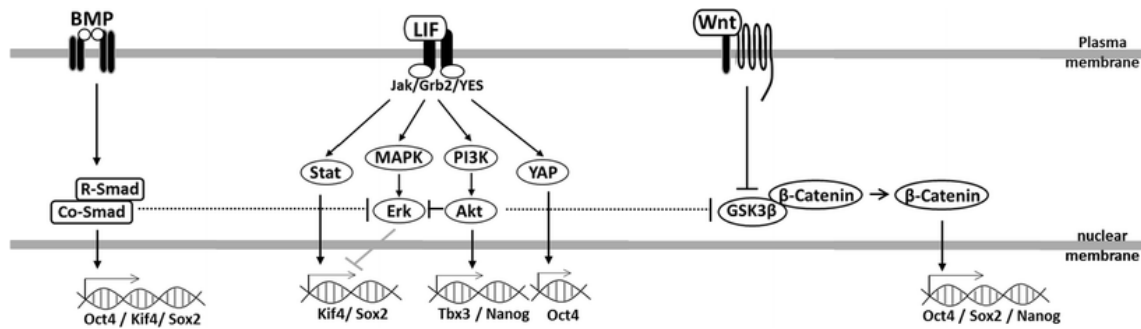 BMP
LIF
Wnt
Plasma
membrane
Jak/Grb2/YES
Stat
MAPK
PI3K
YAP
R-Smad
Co-Smad
Erk
Akt
GSK3β
β-Catenin
β-Catenin
nuclear
membrane
Oct4 / Kif4/ Sox2
Kif4/ Sox2
Tbx3 / Nanog
Oct4
Oct4 / Sox2 / Nanog